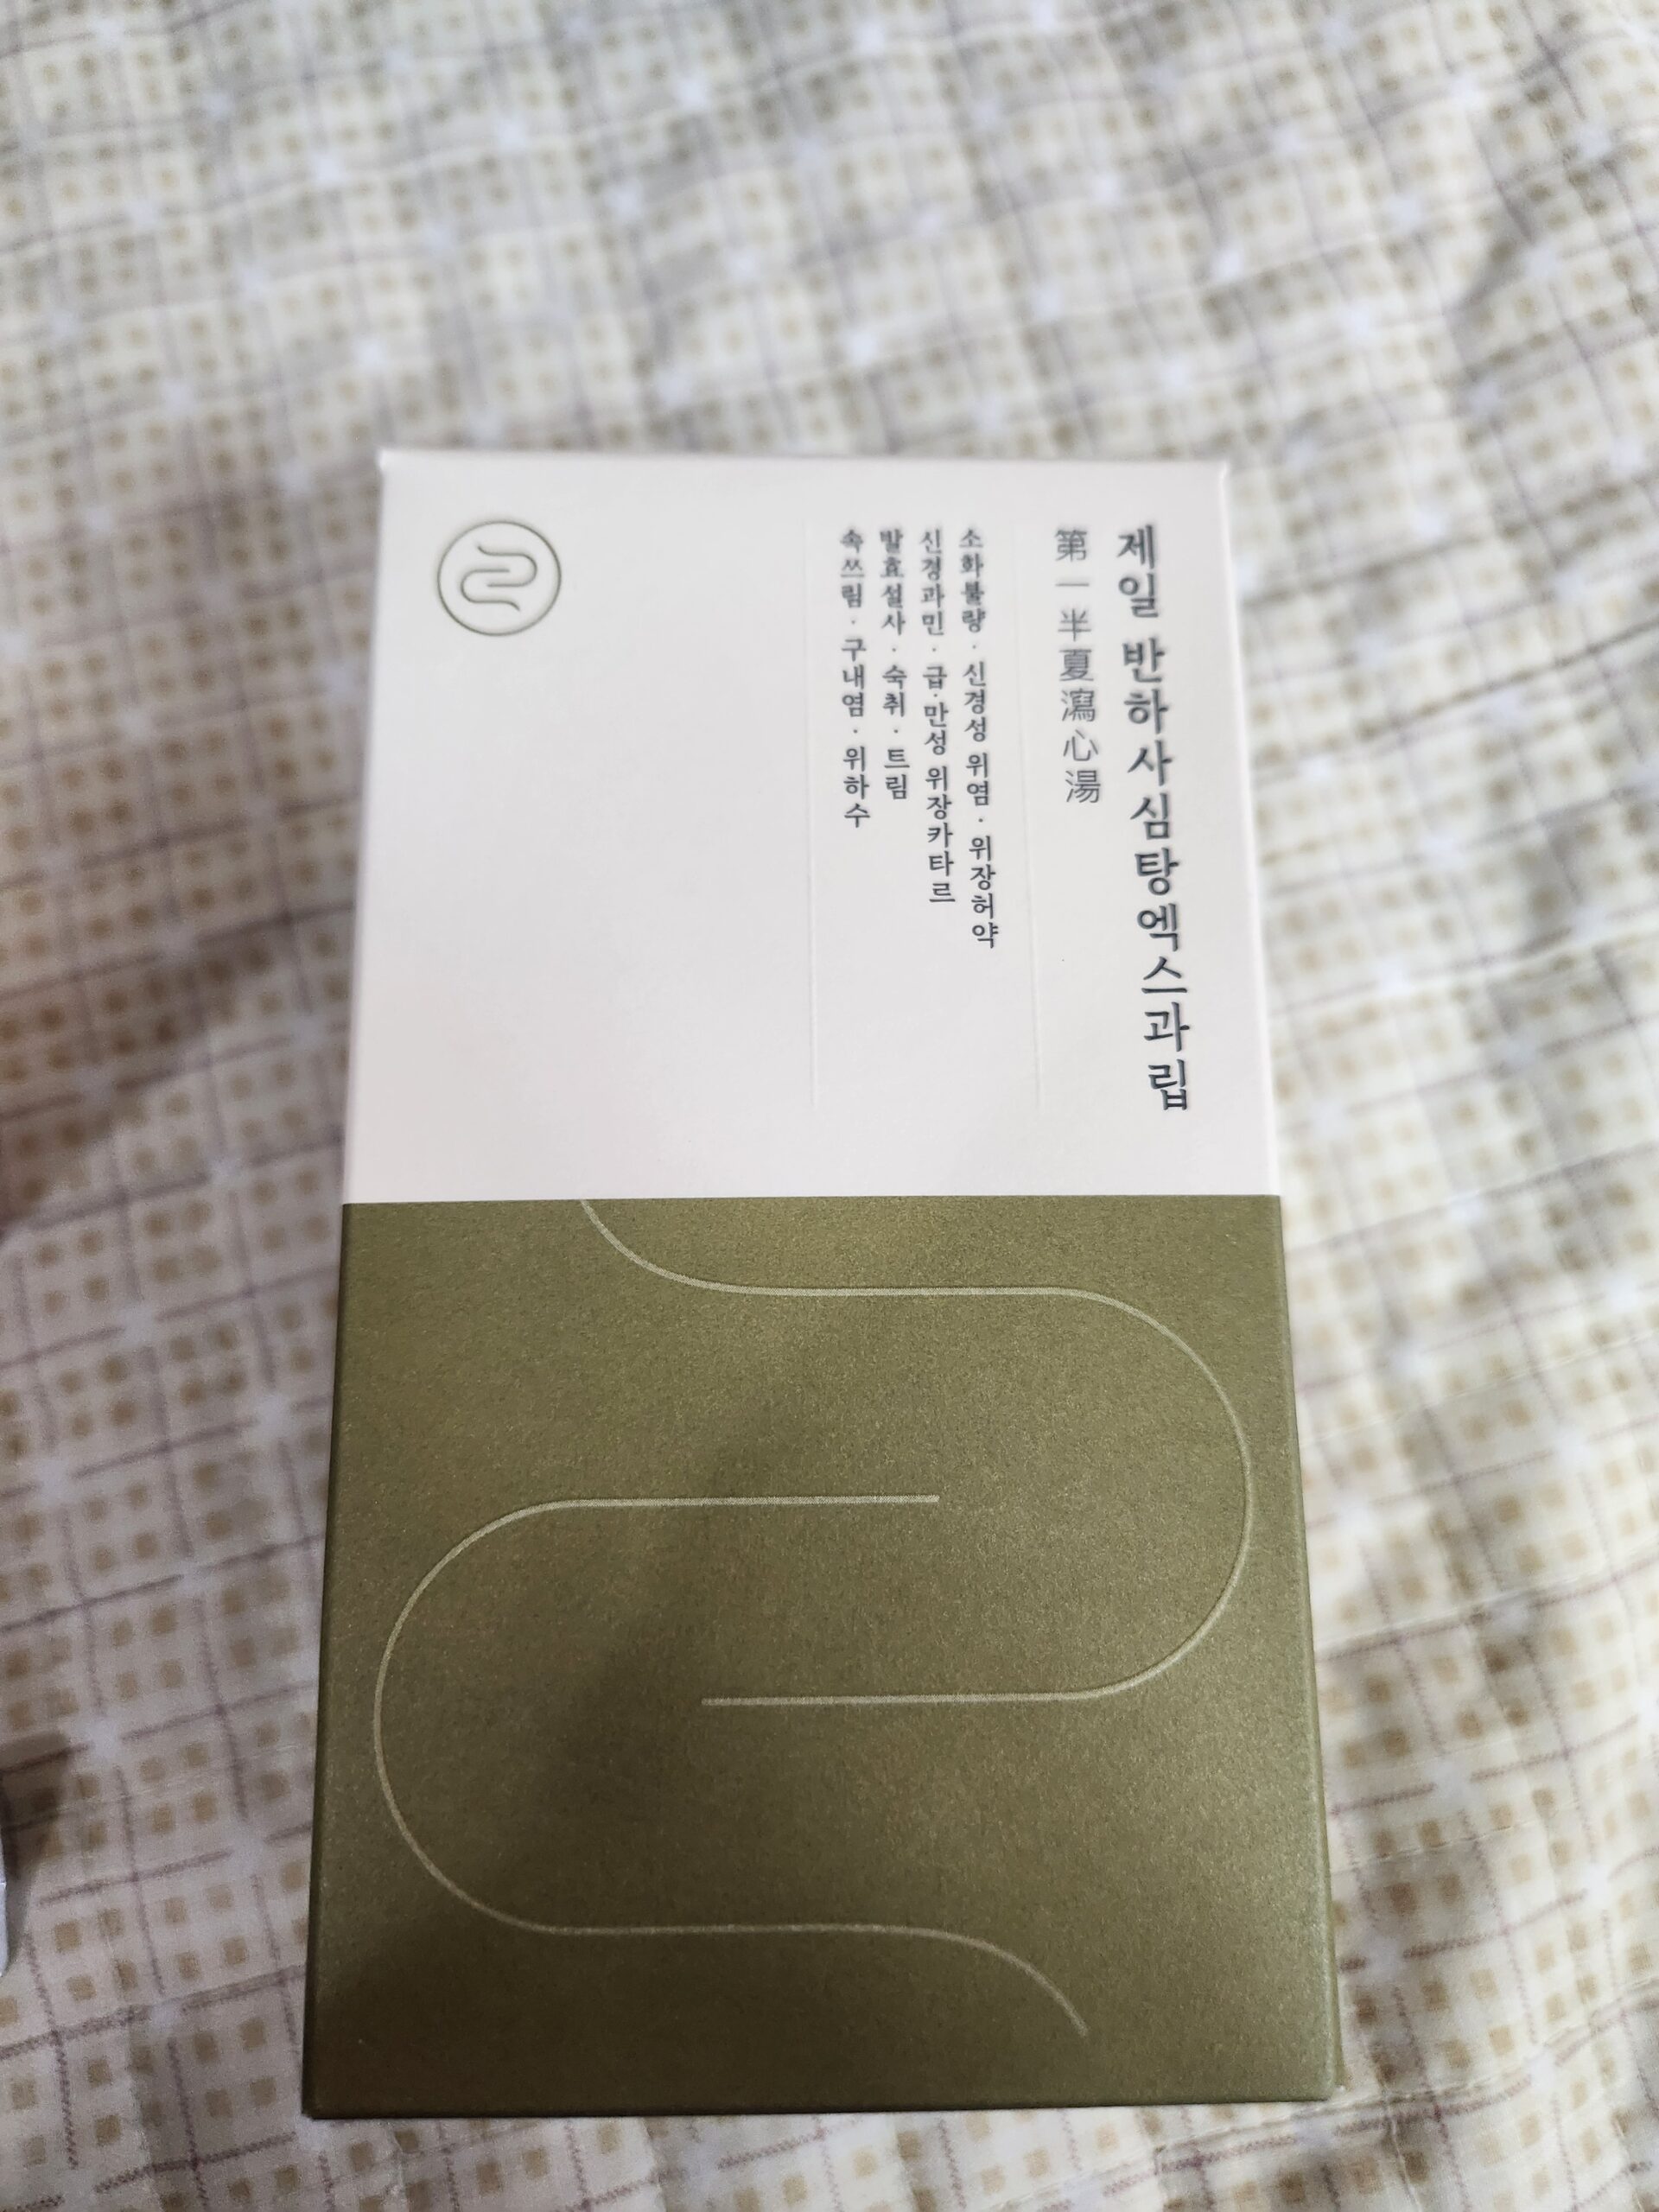 제일 반하사심탕엑스과립
第一半夏瀉心湯
소화불량 · 신경성 위염 · 위장허약
신경과민 · 급·만성 위장카타르
발효설사 · 숙취 · 트림
속쓰림 · 구내염 · 위하수